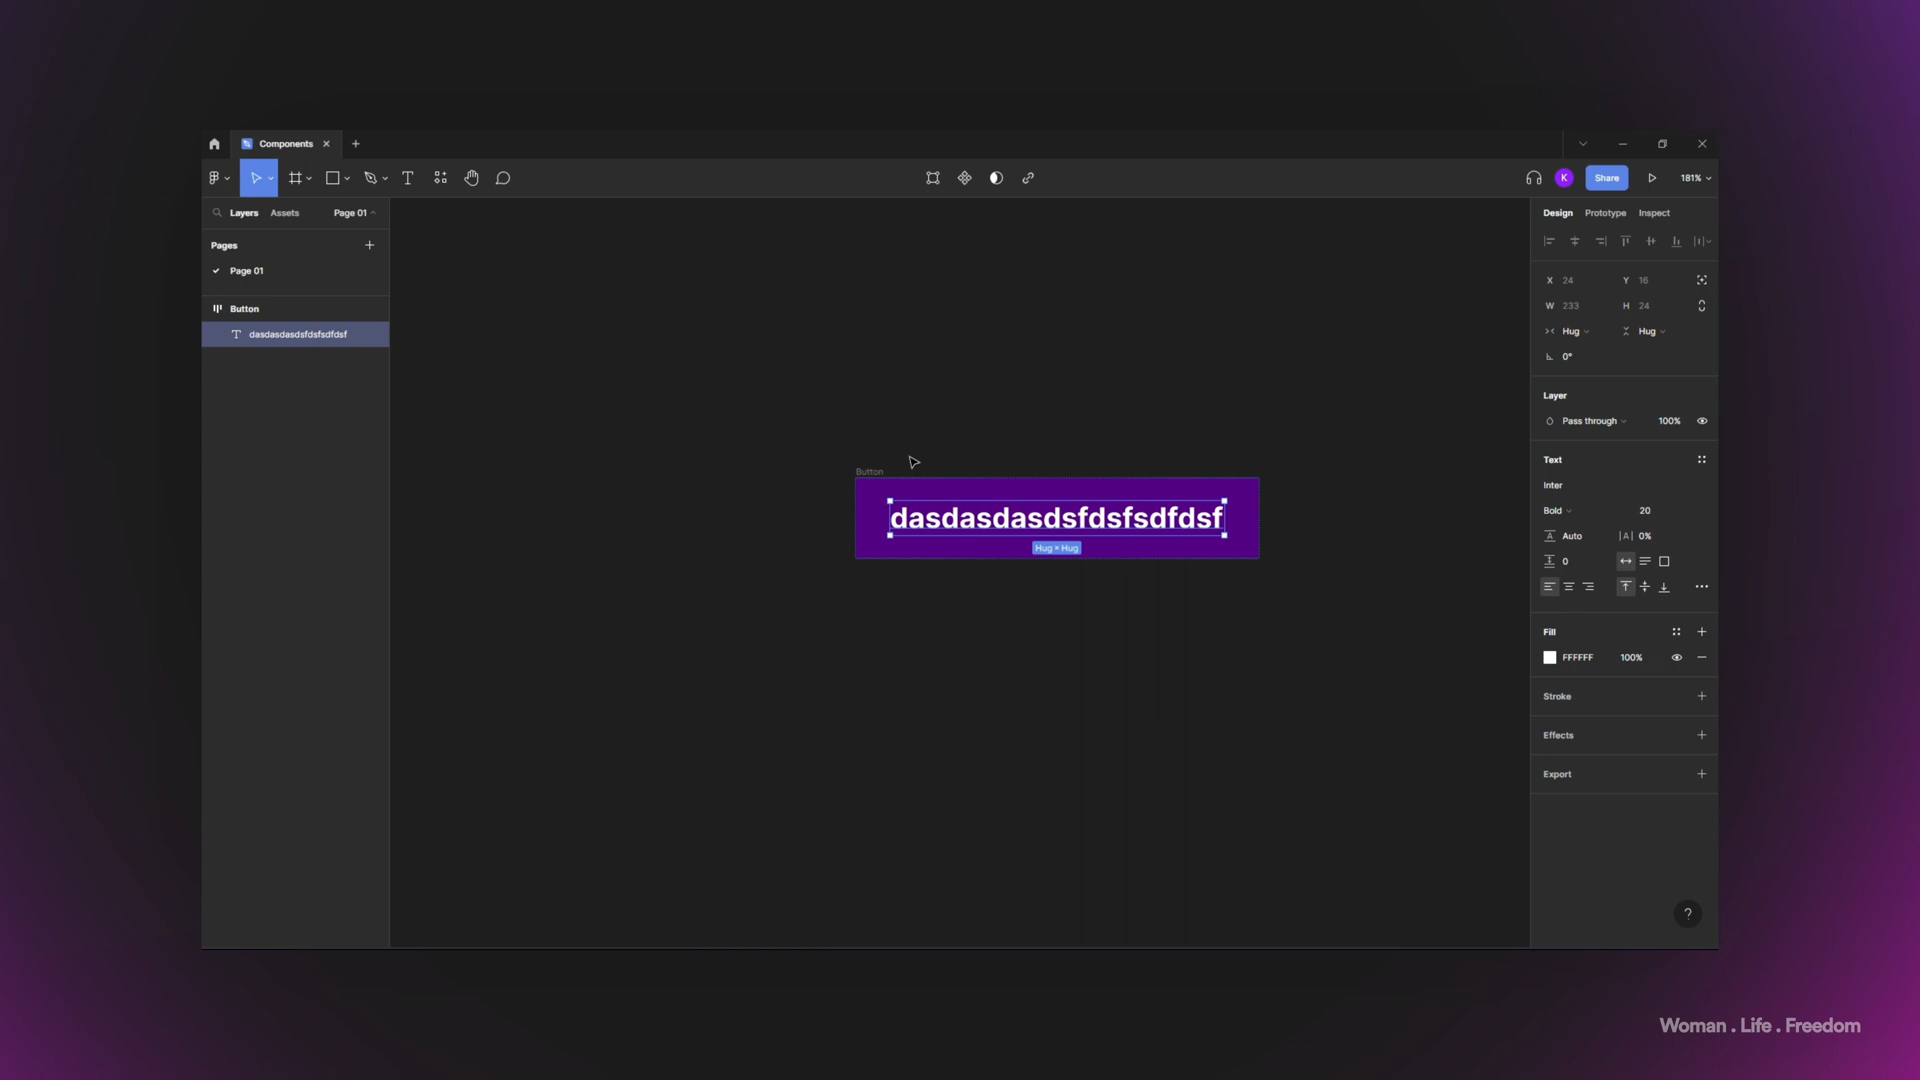 Components
K
Share
181%
Layers
Assets
Page 01
Pages
Page 01
Button
dasdasdasdsfdsfsdfdsf
Button
dasdasdasdsfdsfsdfdsf
Hug × Hug
Design
Prototype
Inspect
X 24
Y 16
W 233
H 24
Hug
Hug
0°
Layer
Pass through
100%
Text
Inter
Bold
20
A Auto
|A| 0%
0
Fill
FFFFFF
100%
Stroke
Effects
Export
?
Woman . Life . Freedom